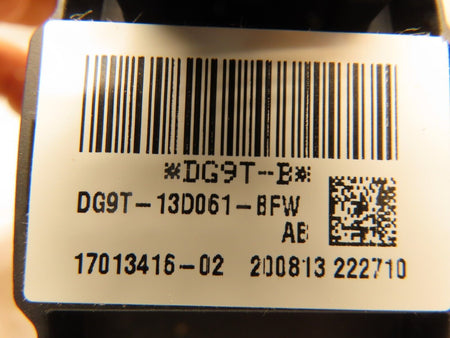 *DG9T-B*
DG9T-13D061-BFW
AB
17013416-02 200813 222710